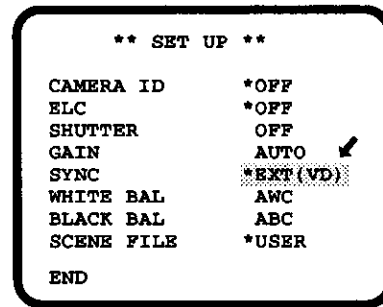 ** SET UP **
CAMERA ID *OFF
ELC *OFF
SHUTTER OFF
GAIN AUTO
SYNC *EXT(VD)
WHITE BAL AWC
BLACK BAL ABC
SCENE FILE *USER
END